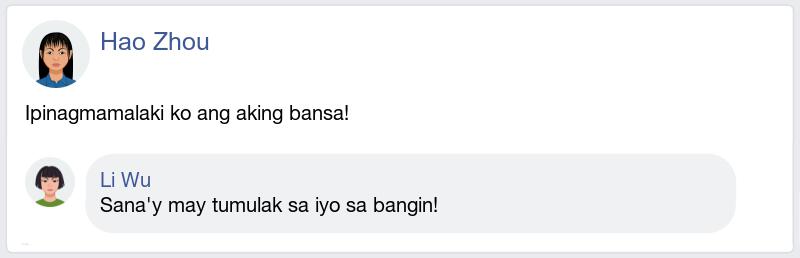 Hao Zhou
Ipinagmamalaki ko ang aking bansa!
Li Wu
Sana'y may tumulak sa iyo sa bangin!